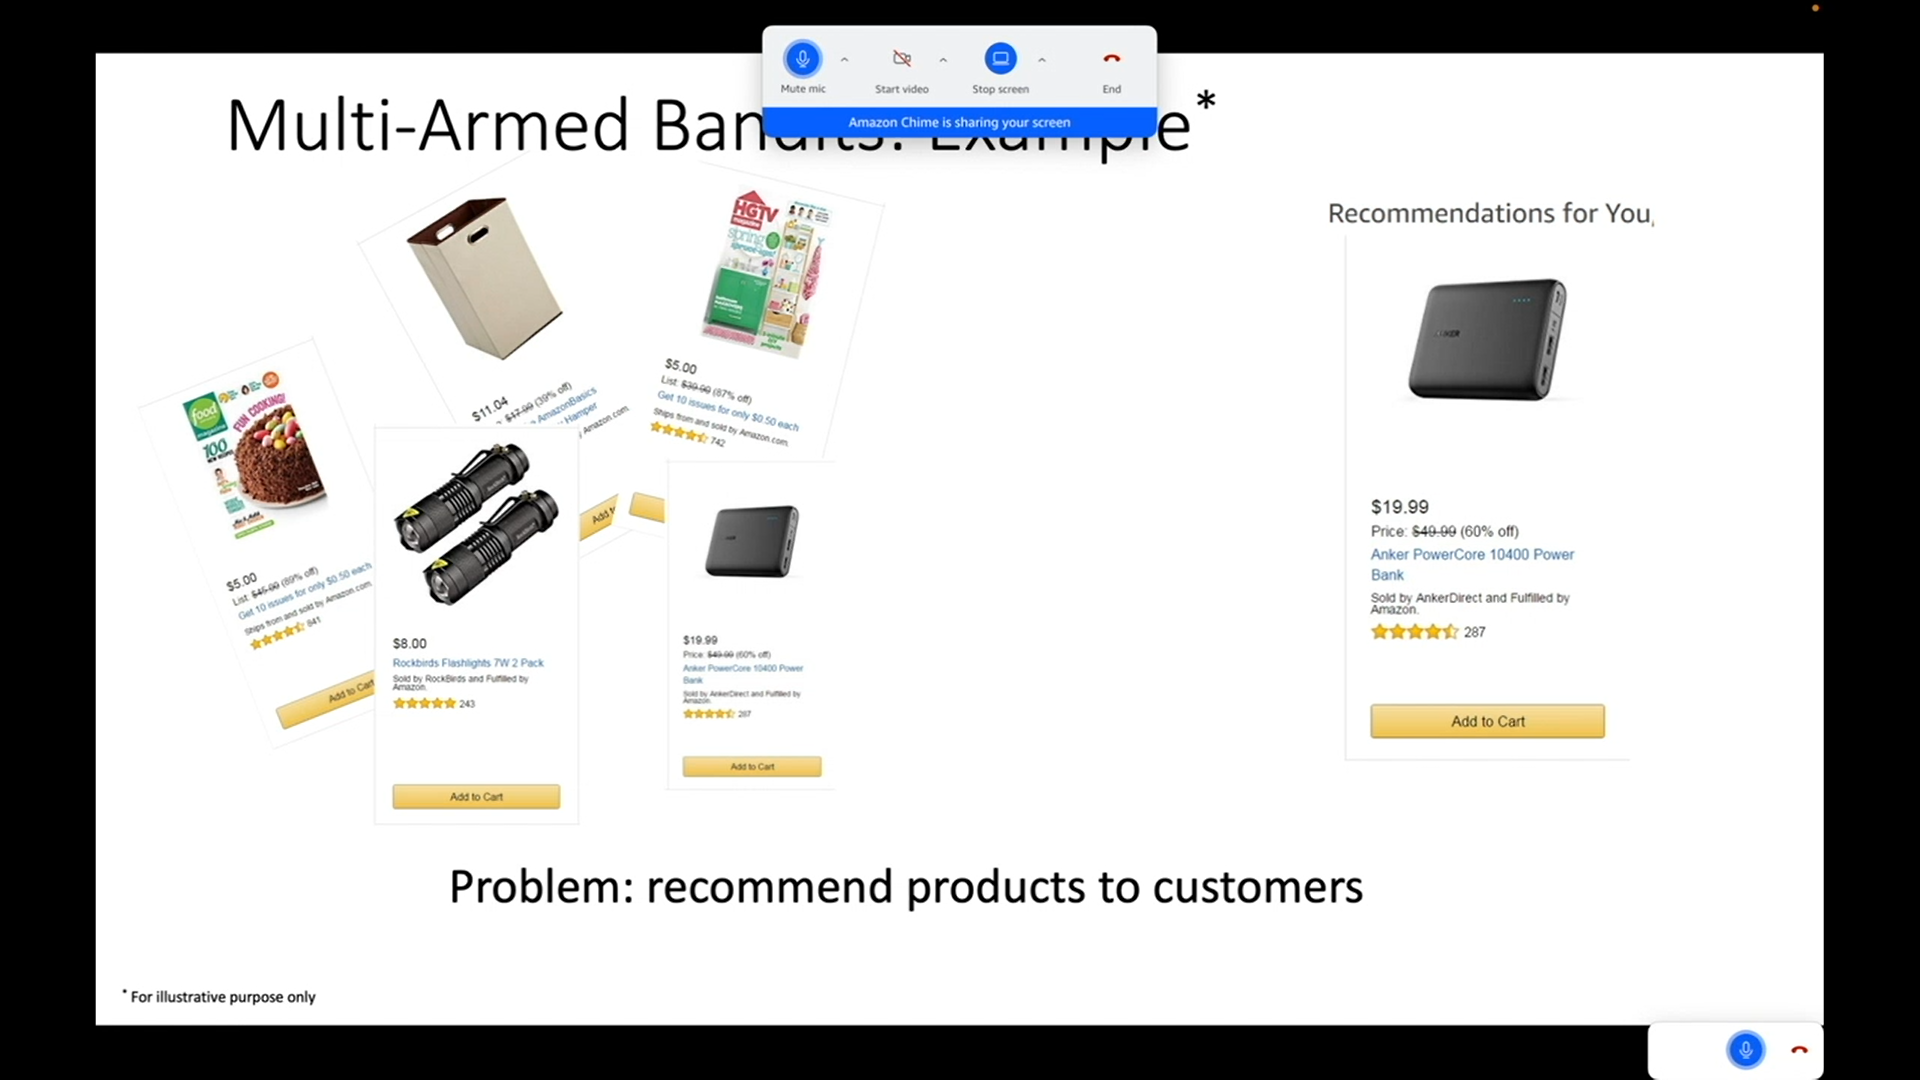 Mute mic
Start video
Stop screen
End
Amazon Chime is sharing your screen
Multi-Armed Bandits: Example*
Recommendations for You,
food
magazine
100
FUN COOKING!
$5.00
List: $45.00 (89% off)
Get 10 issues for only $0.50 each
Ships from and sold by Amazon.com
841
Add to Cart
$11.04
$17.99 (39% off)
AmazonBasics
Hamper
Amazon.com
Add t
HGTV
magazine
spring
$5.00
List: $39.90 (87% off)
Get 10 issues for only $0.50 each
Ships from and sold by Amazon.com
742
$8.00
Rockbirds Flashlights 7W 2 Pack
Sold by RockBirds and Fulfilled by
Amazon.
243
Add to Cart
$19.99
Price: $49.99 (60% off)
Anker PowerCore 10400 Power
Bank
Sold by AnkerDirect and Fulfilled by
Amazon.
287
Add to Cart
ANKER
$19.99
Price: $49.99 (60% off)
Anker PowerCore 10400 Power
Bank
Sold by AnkerDirect and Fulfilled by
Amazon.
287
Add to Cart
Problem: recommend products to customers
* For illustrative purpose only